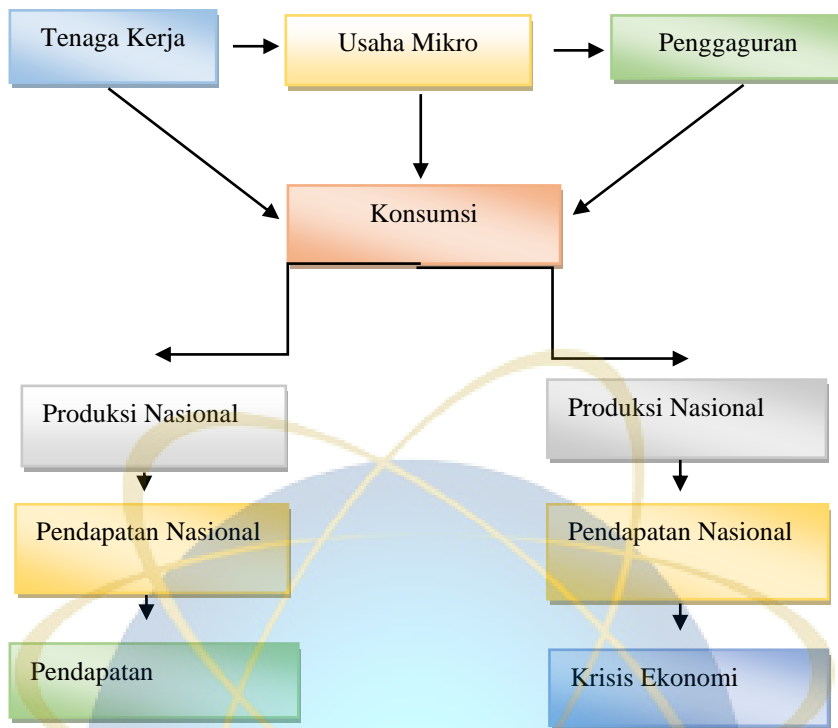 Tenaga Kerja
Usaha Mikro
Penggaguran
Konsumsi
Produksi Nasional
Produksi Nasional
Pendapatan Nasional
Pendapatan Nasional
Pendapatan
Krisis Ekonomi